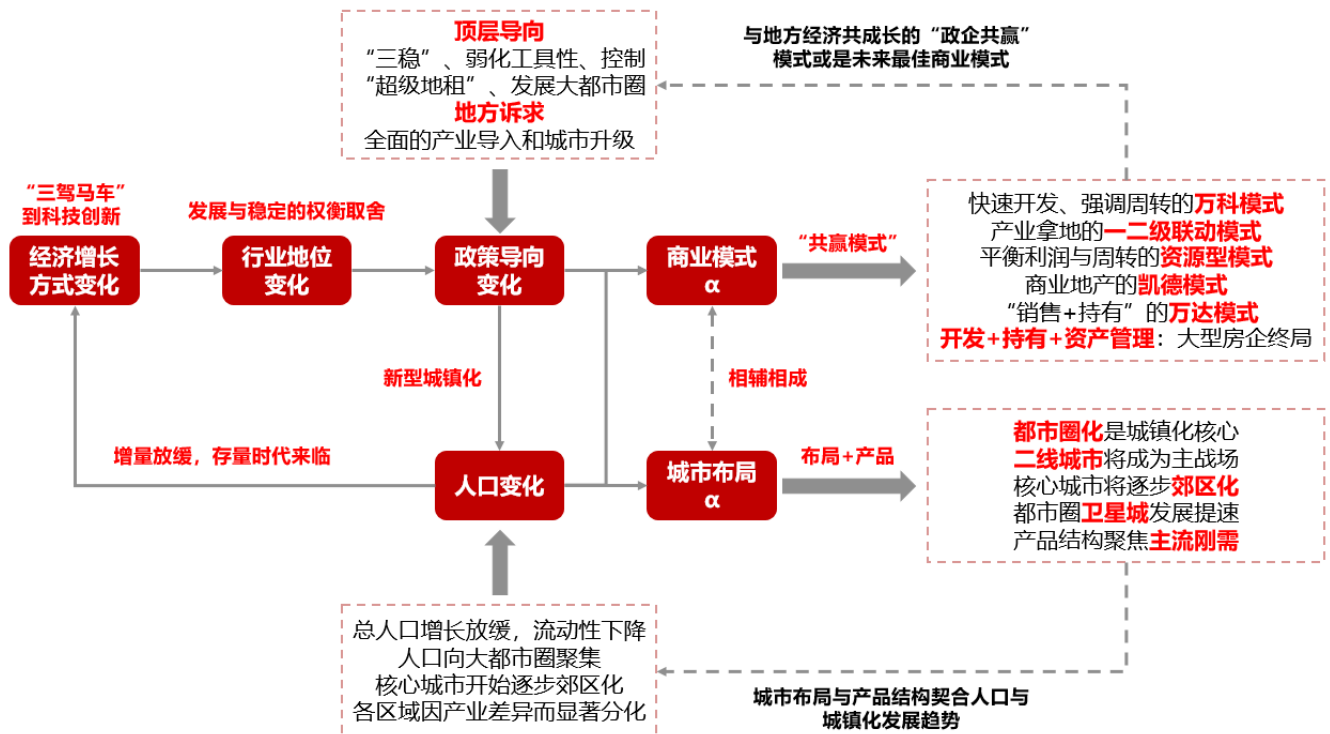 顶层导向
“三稳”、弱化工具性、控制
“超级地租”、发展大都市圈
地方诉求
全面的产业导入和城市升级
与地方经济共成长的“政企共赢”
模式或是未来最佳商业模式
“三驾马车”
到科技创新
发展与稳定的权衡取舍
经济增长
方式变化
行业地位
变化
政策导向
变化
商业模式
α
“共赢模式”
快速开发、强调周转的万科模式
产业拿地的一二级联动模式
平衡利润与周转的资源型模式
商业地产的凯德模式
“销售+持有”的万达模式
开发+持有+资产管理：大型房企终局
新型城镇化
相辅相成
增量放缓，存量时代来临
人口变化
城市布局
α
布局+产品
都市圈化是城镇化核心
二线城市将成为主战场
核心城市将逐步郊区化
都市圈卫星城发展提速
产品结构聚焦主流刚需
总人口增长放缓，流动性下降
人口向大都市圈聚集
核心城市开始逐步郊区化
各区域因产业差异而显著分化
城市布局与产品结构契合人口与
城镇化发展趋势